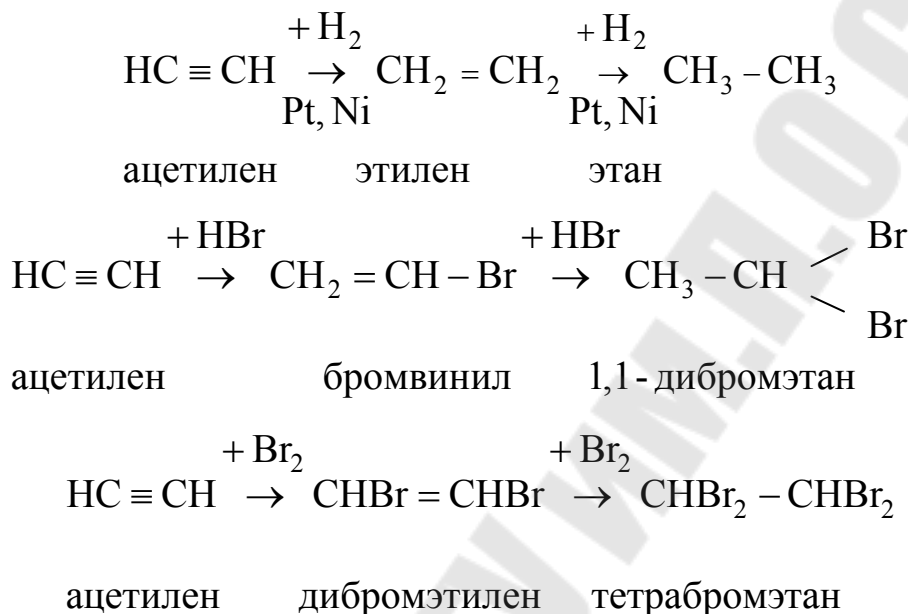 + H₂ + H₂
HC ≡ CH → CH₂ = CH₂ → CH₃ – CH₃
Pt, Ni Pt, Ni
ацетилен этилен этан
+ HBr + HBr Br
HC ≡ CH → CH₂ = CH – Br → CH₃ – CH
Br
ацетилен бромвинил 1,1- дибромэтан
+ Br₂ + Br₂
HC ≡ CH → CHBr = CHBr → CHBr₂ – CHBr₂
ацетилен дибромэтилен тетрабромэтан